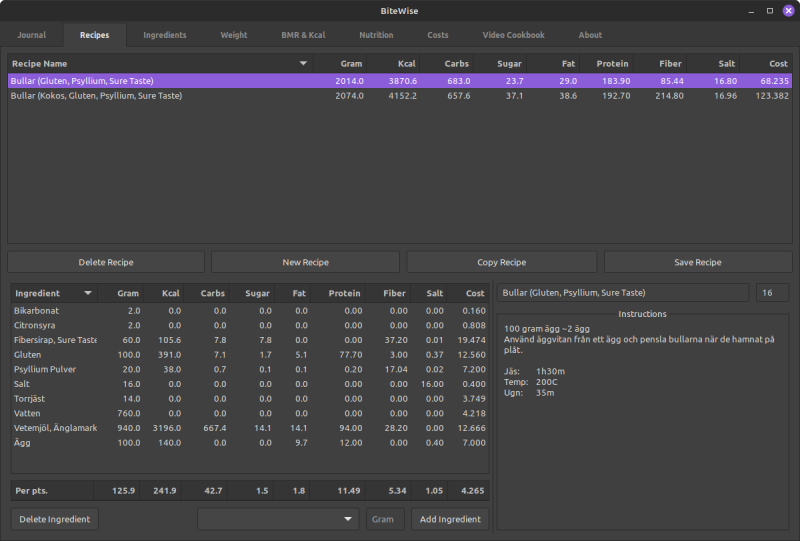 BiteWise
Journal Recipes Ingredients Weight BMR & Kcal Nutrition Costs Video Cookbook About
Recipe Name Gram Kcal Carbs Sugar Fat Protein Fiber Salt Cost
Bullar (Gluten, Psyllium, Sure Taste) 2014.0 3870.6 683.0 23.7 29.0 183.90 85.44 16.80 68.235
Bullar (Kokos, Gluten, Psyllium, Sure Taste) 2074.0 4152.2 657.6 37.1 38.6 192.70 214.80 16.96 123.382
Delete Recipe New Recipe Copy Recipe Save Recipe
Ingredient Gram Kcal Carbs Sugar Fat Protein Fiber Salt Cost
Bikarbonat 2.0 0.0 0.0 0.0 0.0 0.00 0.00 0.00 0.160
Citronsyra 2.0 0.0 0.0 0.0 0.0 0.00 0.00 0.00 0.808
Fibersirap, Sure Taste 60.0 105.6 7.8 7.8 0.0 0.00 37.20 0.01 19.474
Gluten 100.0 391.0 7.1 1.7 5.1 77.70 3.00 0.37 12.560
Psyllium Pulver 20.0 38.0 0.7 0.1 0.1 0.20 17.04 0.02 7.200
Salt 16.0 0.0 0.0 0.0 0.0 0.00 0.00 16.00 0.400
Torrjäst 14.0 0.0 0.0 0.0 0.0 0.00 0.00 0.00 3.749
Vatten 760.0 0.0 0.0 0.0 0.0 0.00 0.00 0.00 4.218
Vetemjöl, Änglamark 940.0 3196.0 667.4 14.1 14.1 94.00 28.20 0.00 12.666
Ägg 100.0 140.0 0.0 0.0 9.7 12.00 0.00 0.40 7.000
Per pts. 125.9 241.9 42.7 1.5 1.8 11.49 5.34 1.05 4.265
Delete Ingredient Gram Add Ingredient
Bullar (Gluten, Psyllium, Sure Taste) 16
Instructions
100 gram ägg ~2 ägg
Använd äggvitan från ett ägg och pensla bullarna när de hamnat på
plåt.
Jäs: 1h30m
Temp: 200C
Ugn: 35m